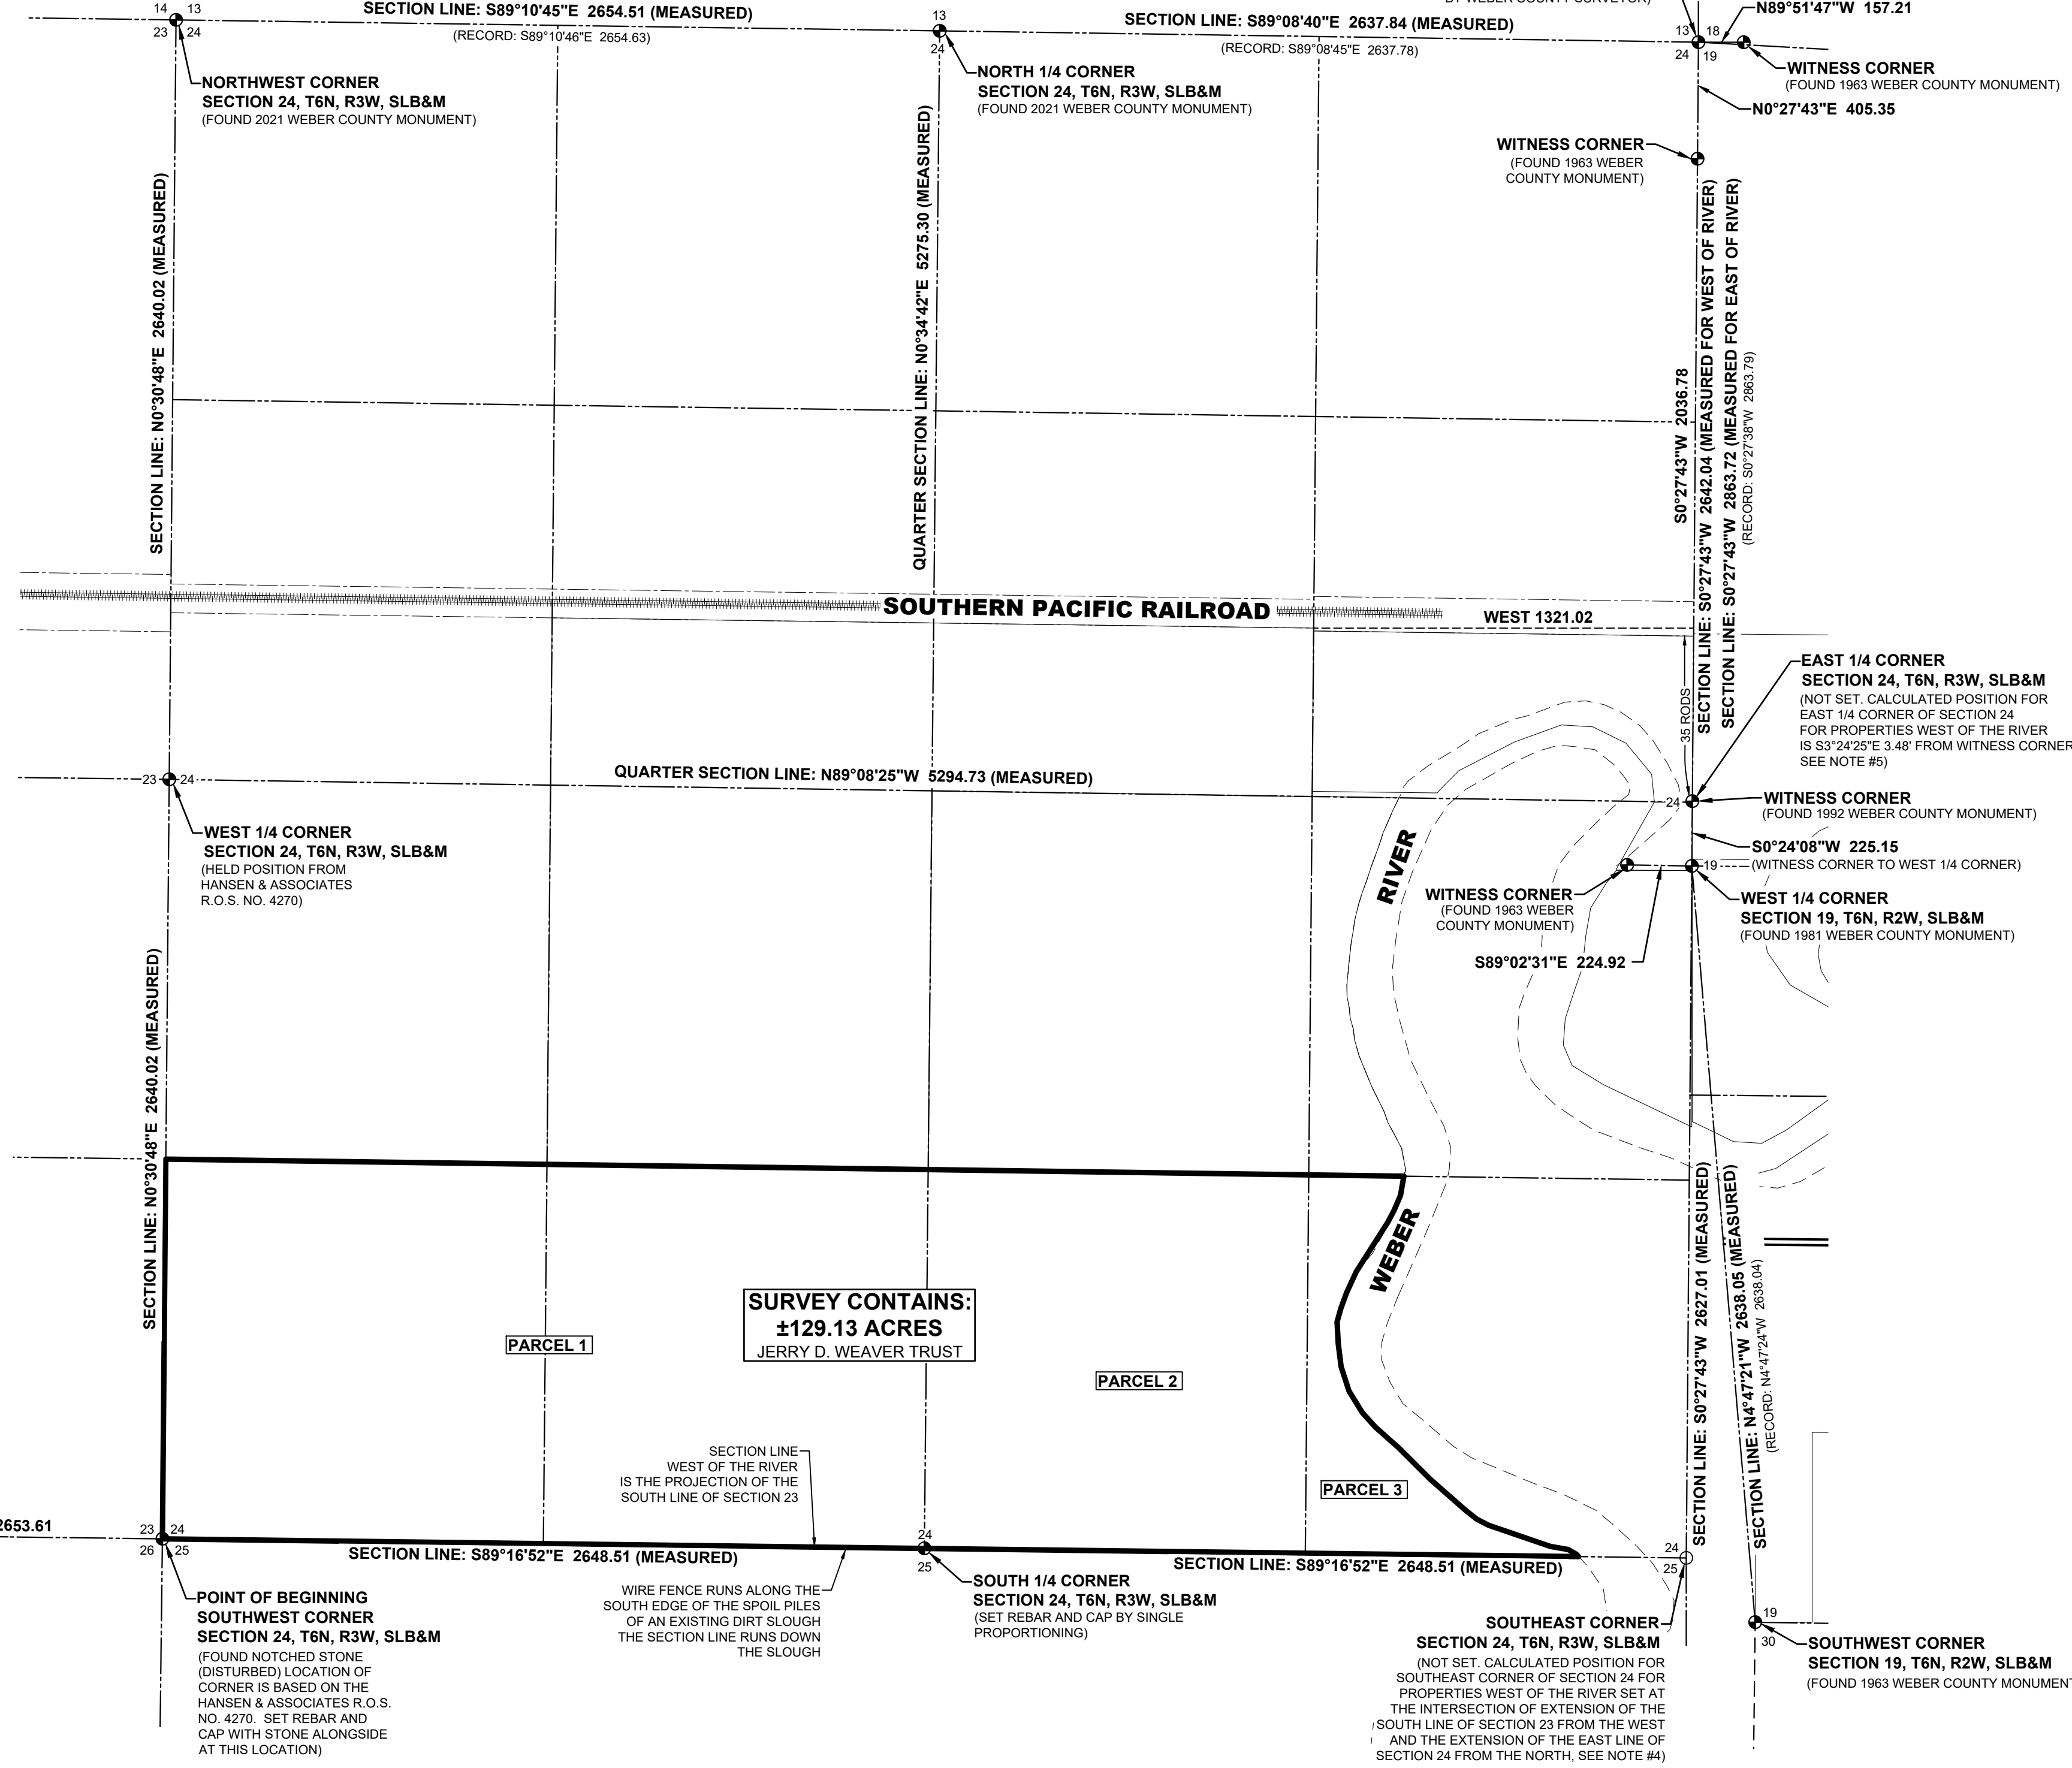 SECTION LINE: S89°10'45"E 2654.51 (MEASURED)
(RECORD: S89°10'46"E 2654.63)
SECTION LINE: S89°08'40"E 2637.84 (MEASURED)
(RECORD: S89°08'45"E 2637.78)
N89°51'47"W 157.21
14 13
23 24
13
24
13 18
24 19
NORTHWEST CORNER
SECTION 24, T6N, R3W, SLB&M
(FOUND 2021 WEBER COUNTY MONUMENT)
NORTH 1/4 CORNER
SECTION 24, T6N, R3W, SLB&M
(FOUND 2021 WEBER COUNTY MONUMENT)
WITNESS CORNER
(FOUND 1963 WEBER COUNTY MONUMENT)
N0°27'43"E 405.35
WITNESS CORNER
(FOUND 1963 WEBER
COUNTY MONUMENT)
SECTION LINE: N0°30'48"E 2640.02 (MEASURED)
QUARTER SECTION LINE: N0°34'42"E 5275.30 (MEASURED)
S0°27'43"W 2036.78
SECTION LINE: S0°27'43"W 2642.04 (MEASURED FOR WEST OF RIVER)
SECTION LINE: S0°27'43"W 2863.72 (MEASURED FOR EAST OF RIVER)
(RECORD: S0°27'38"W 2863.79)
SOUTHERN PACIFIC RAILROAD
WEST 1321.02
35 RODS
EAST 1/4 CORNER
SECTION 24, T6N, R3W, SLB&M
(NOT SET. CALCULATED POSITION FOR
EAST 1/4 CORNER OF SECTION 24
FOR PROPERTIES WEST OF THE RIVER
IS S3°24'25"E 3.48' FROM WITNESS CORNER
SEE NOTE #5)
23 24
QUARTER SECTION LINE: N89°08'25"W 5294.73 (MEASURED)
24
WITNESS CORNER
(FOUND 1992 WEBER COUNTY MONUMENT)
WEST 1/4 CORNER
SECTION 24, T6N, R3W, SLB&M
(HELD POSITION FROM
HANSEN & ASSOCIATES
R.O.S. NO. 4270)
S0°24'08"W 225.15
(WITNESS CORNER TO WEST 1/4 CORNER)
19
RIVER
WITNESS CORNER
(FOUND 1963 WEBER
COUNTY MONUMENT)
WEST 1/4 CORNER
SECTION 19, T6N, R2W, SLB&M
(FOUND 1981 WEBER COUNTY MONUMENT)
S89°02'31"E 224.92
SECTION LINE: N0°30'48"E 2640.02 (MEASURED)
WEBER
SECTION LINE: S0°27'43"W 2627.01 (MEASURED)
SECTION LINE: N4°47'21"W 2638.05 (MEASURED)
(RECORD: N4°47'24"W 2638.04)
SURVEY CONTAINS:
±129.13 ACRES
JERRY D. WEAVER TRUST
PARCEL 1
PARCEL 2
PARCEL 3
SECTION LINE
WEST OF THE RIVER
IS THE PROJECTION OF THE
SOUTH LINE OF SECTION 23
2653.61
23 24
26 25
24
25
24
25
SECTION LINE: S89°16'52"E 2648.51 (MEASURED)
SECTION LINE: S89°16'52"E 2648.51 (MEASURED)
WIRE FENCE RUNS ALONG THE
SOUTH EDGE OF THE SPOIL PILES
OF AN EXISTING DIRT SLOUGH
THE SECTION LINE RUNS DOWN
THE SLOUGH
SOUTH 1/4 CORNER
SECTION 24, T6N, R3W, SLB&M
(SET REBAR AND CAP BY SINGLE
PROPORTIONING)
POINT OF BEGINNING
SOUTHWEST CORNER
SECTION 24, T6N, R3W, SLB&M
(FOUND NOTCHED STONE
(DISTURBED) LOCATION OF
CORNER IS BASED ON THE
HANSEN & ASSOCIATES R.O.S.
NO. 4270. SET REBAR AND
CAP WITH STONE ALONGSIDE
AT THIS LOCATION)
SOUTHEAST CORNER
SECTION 24, T6N, R3W, SLB&M
(NOT SET. CALCULATED POSITION FOR
SOUTHEAST CORNER OF SECTION 24 FOR
PROPERTIES WEST OF THE RIVER SET AT
THE INTERSECTION OF EXTENSION OF THE
SOUTH LINE OF SECTION 23 FROM THE WEST
AND THE EXTENSION OF THE EAST LINE OF
SECTION 24 FROM THE NORTH, SEE NOTE #4)
19
30
SOUTHWEST CORNER
SECTION 19, T6N, R2W, SLB&M
(FOUND 1963 WEBER COUNTY MONUMENT